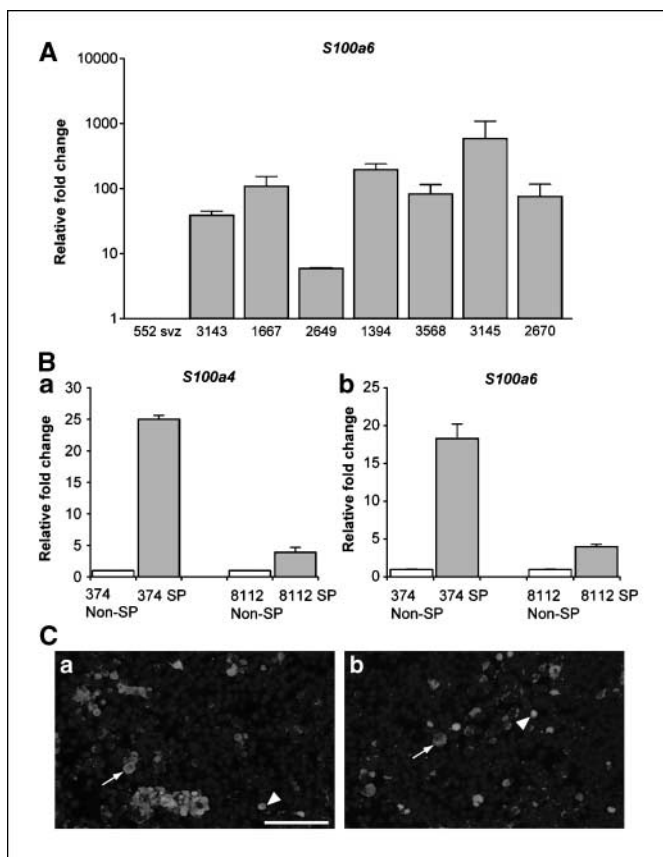 A
S100a6
Relative fold change
10000
1000
100
10
1
552 svz 3143 1667 2649 1394 3568 3145 2670
B
a
S100a4
Relative fold change
30
25
20
15
10
5
0
374 Non-SP
374 SP
8112 Non-SP
8112 SP
b
S100a6
Relative fold change
25
20
15
10
5
0
374 Non-SP
374 SP
8112 Non-SP
8112 SP
C
a
b